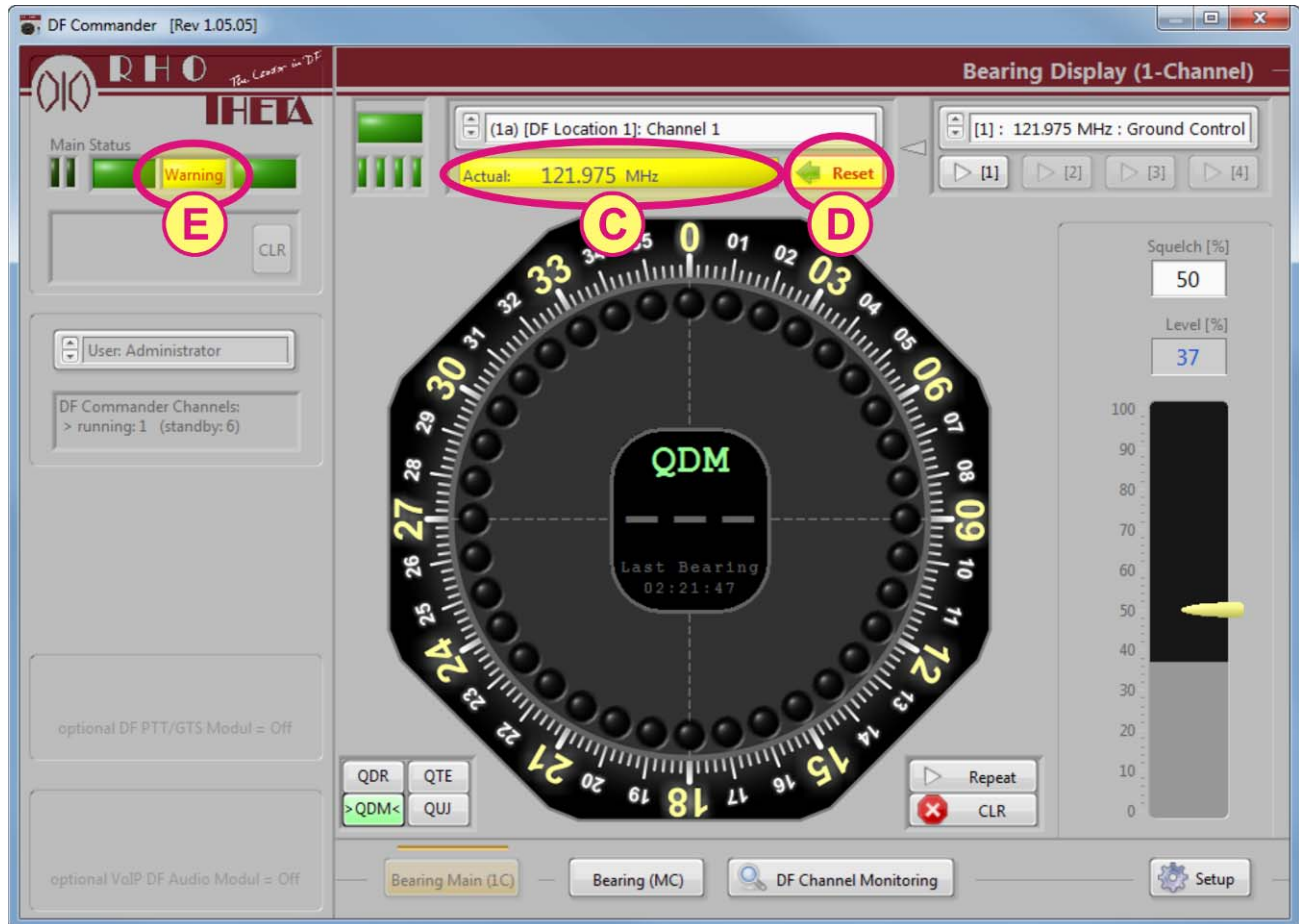 DF Commander [Rev 1.05.05]
RHO
THETA
The Leader in DF
Bearing Display (1-Channel)
Main Status
Warning
E
CLR
User: Administrator
DF Commander Channels:
> running: 1 (standby: 6)
optional DF PTT/GTS Modul = Off
optional VoIP DF Audio Modul = Off
(1a) [DF Location 1]: Channel 1
Actual: 121.975 MHz
Reset
C
D
[1] : 121.975 MHz : Ground Control
[1] [2] [3] [4]
0 01 02 03 04 05 06 07 08 09 10 11 12 13 14 15 16 17 18 19 20 21 22 23 24 25 26 27 28 29 30 31 32 33
QDM
Last Bearing
02:21:47
QDR QTE
>QDM< QUJ
Repeat
CLR
Squelch [%]
50
Level [%]
37
100
90
80
70
60
50
40
30
20
10
0
Bearing Main (1C)
Bearing (MC)
DF Channel Monitoring
Setup